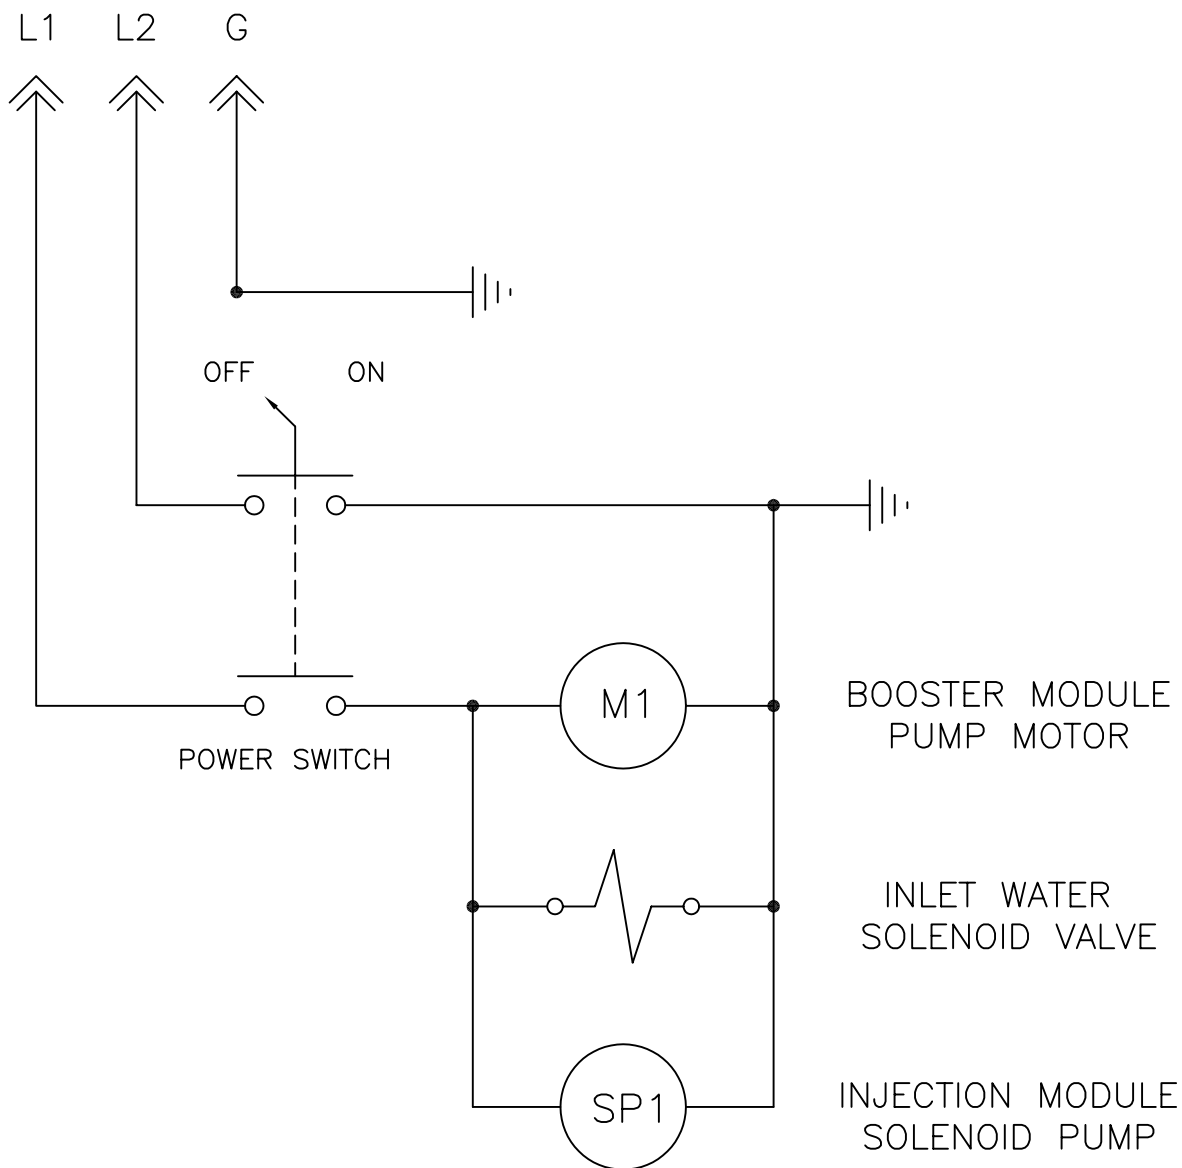 L1 L2 G
OFF ON
POWER SWITCH
M1
BOOSTER MODULE
PUMP MOTOR
INLET WATER
SOLENOID VALVE
SP1
INJECTION MODULE
SOLENOID PUMP